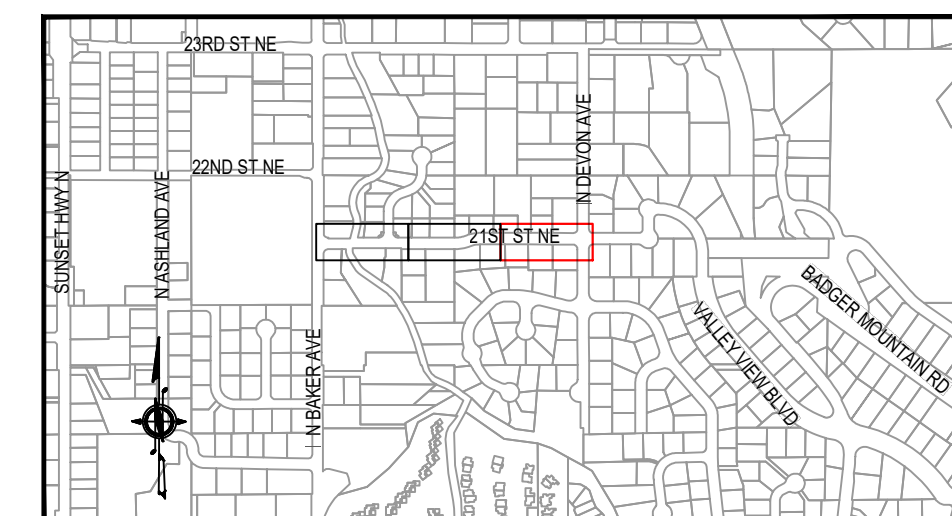 23RD ST NE
22ND ST NE
SUNSET HWY N
N ASHLAND AVE
N BAKER AVE
N DEVON AVE
21ST ST NE
VALLEY VIEW BLVD
BADGER MOUNTAIN RD